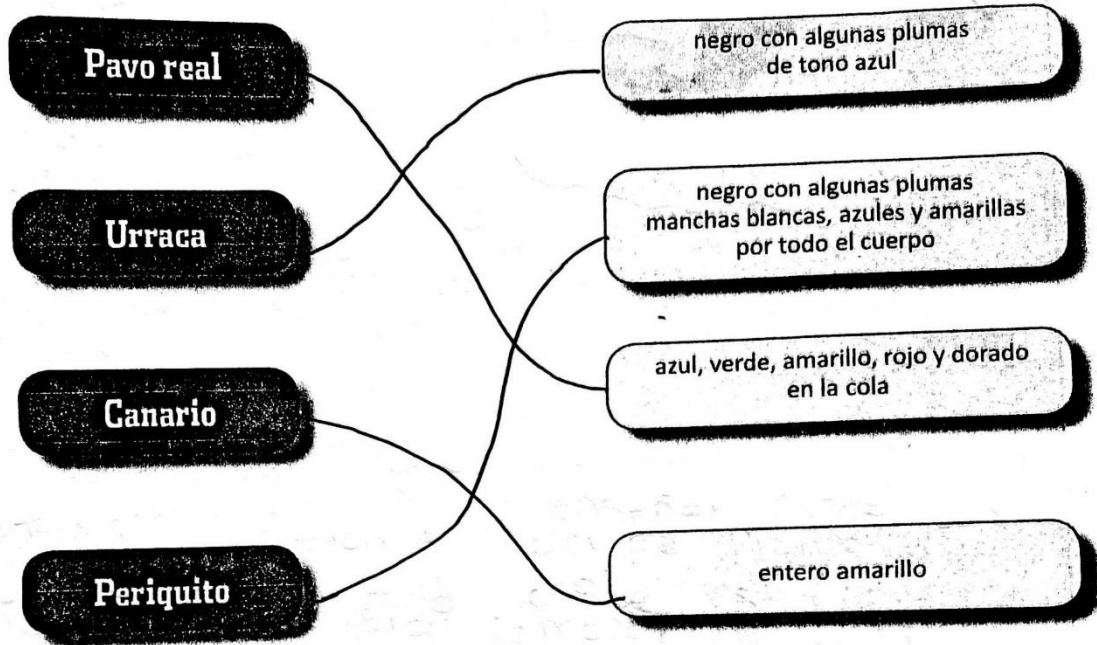 Pavo real
negro con algunas plumas
de tono azul
Urraca
negro con algunas plumas
manchas blancas, azules y amarillas
por todo el cuerpo
Canario
azul, verde, amarillo, rojo y dorado
en la cola
Periquito
entero amarillo